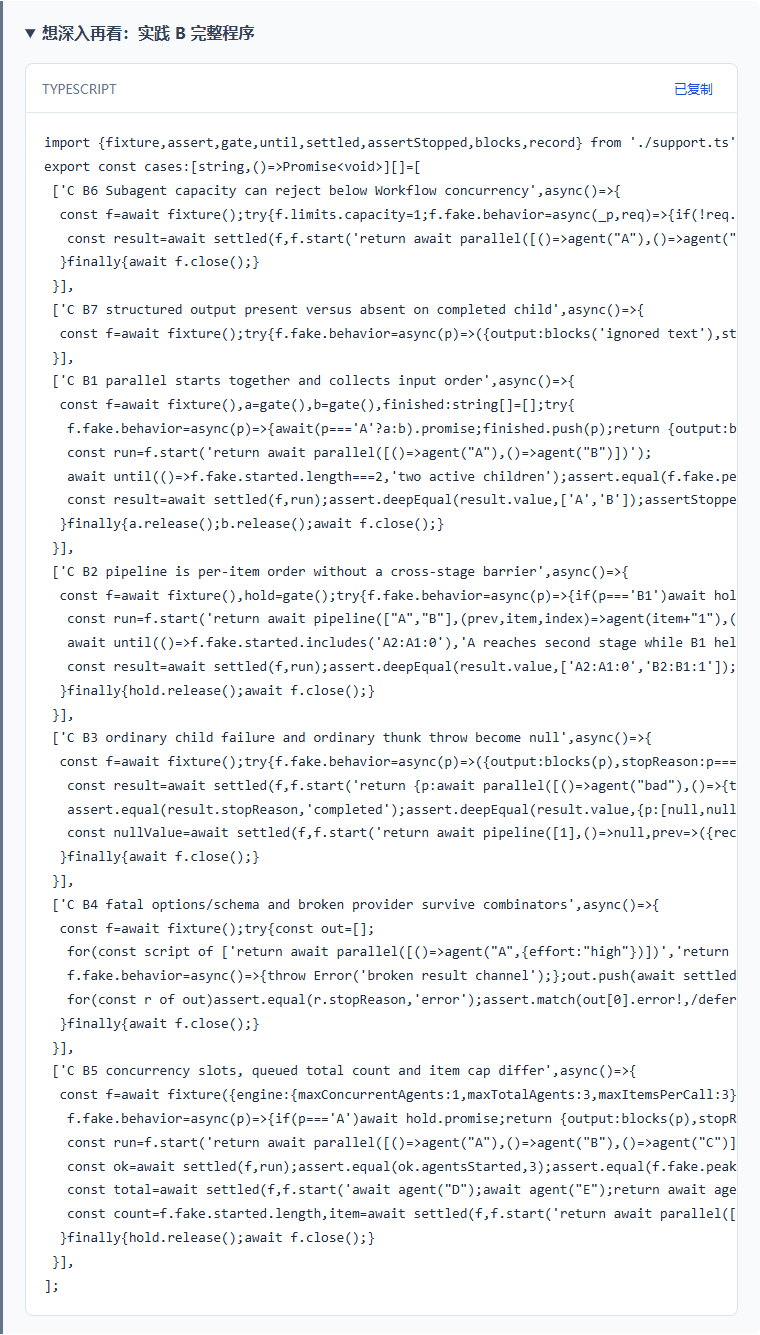 ▼ 想深入再看：实践 B 完整程序
TYPESCRIPT
已复制
import {fixture,assert,gate,until,settled,assertStopped,blocks,record} from './support.ts'
export const cases:[string,()=>Promise<void>][]=[
['C B6 Subagent capacity can reject below Workflow concurrency',async()=>{
const f=await fixture();try{f.limits.capacity=1;f.fake.behavior=async(_p,req)=>{if(!req.
const result=await settled(f,f.start('return await parallel([()=>agent("A"),()=>agent("
}finally{await f.close();}
}],
['C B7 structured output present versus absent on completed child',async()=>{
const f=await fixture();try{f.fake.behavior=async(p)=>({output:blocks('ignored text'),st
}],
['C B1 parallel starts together and collects input order',async()=>{
const f=await fixture(),a=gate(),b=gate(),finished:string[]=[];try{
f.fake.behavior=async(p)=>{await(p==='A'?a:b).promise;finished.push(p);return {output:b
const run=f.start('return await parallel([()=>agent("A"),()=>agent("B")])');
await until(()=>f.fake.started.length===2,'two active children');assert.equal(f.fake.pe
const result=await settled(f,run);assert.deepEqual(result.value,['A','B']);assertStoppe
}finally{a.release();b.release();await f.close();}
}],
['C B2 pipeline is per-item order without a cross-stage barrier',async()=>{
const f=await fixture(),hold=gate();try{f.fake.behavior=async(p)=>{if(p==='B1')await hol
const run=f.start('return await pipeline(["A","B"],(prev,item,index)=>agent(item+"1"),(
await until(()=>f.fake.started.includes('A2:A1:0'),'A reaches second stage while B1 hel
const result=await settled(f,run);assert.deepEqual(result.value,['A2:A1:0','B2:B1:1']);
}finally{hold.release();await f.close();}
}],
['C B3 ordinary child failure and ordinary thunk throw become null',async()=>{
const f=await fixture();try{f.fake.behavior=async(p)=>({output:blocks(p),stopReason:p===
const result=await settled(f,f.start('return {p:await parallel([()=>agent("bad"),()=>{t
assert.equal(result.stopReason,'completed');assert.deepEqual(result.value,{p:[null,null
const nullValue=await settled(f,f.start('return await pipeline([1],()=>null,prev=>({rec
}finally{await f.close();}
}],
['C B4 fatal options/schema and broken provider survive combinators',async()=>{
const f=await fixture();try{const out=[];
for(const script of ['return await parallel([()=>agent("A",{effort:"high"})])','return
f.fake.behavior=async()=>{throw Error('broken result channel');};out.push(await settled
for(const r of out)assert.equal(r.stopReason,'error');assert.match(out[0].error!,/defer
}finally{await f.close();}
}],
['C B5 concurrency slots, queued total count and item cap differ',async()=>{
const f=await fixture({engine:{maxConcurrentAgents:1,maxTotalAgents:3,maxItemsPerCall:3}
f.fake.behavior=async(p)=>{if(p==='A')await hold.promise;return {output:blocks(p),stopR
const run=f.start('return await parallel([()=>agent("A"),()=>agent("B"),()=>agent("C")]
const ok=await settled(f,run);assert.equal(ok.agentsStarted,3);assert.equal(f.fake.peak
const total=await settled(f,f.start('await agent("D");await agent("E");return await age
const count=f.fake.started.length,item=await settled(f,f.start('return await parallel([
}finally{hold.release();await f.close();}
}],
];